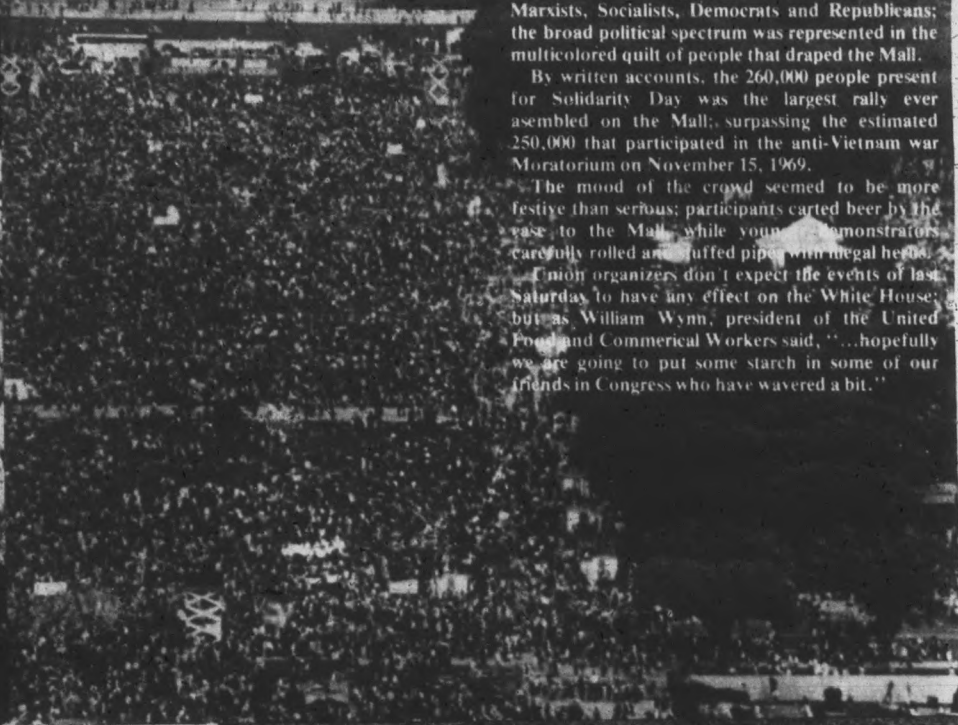 Marxists, Socialists, Democrats and Republicans;
the broad political spectrum was represented in the
multicolored quilt of people that draped the Mall.
By written accounts, the 260,000 people present
for Solidarity Day was the largest rally ever
asembled on the Mall; surpassing the estimated
250,000 that participated in the anti-Vietnam war
Moratorium on November 15, 1969.
The mood of the crowd seemed to be more
festive than serious; participants carted beer by the
case to the Mall, while younger demonstrators
carefully rolled and stuffed pipes with illegal herbs.
Union organizers don't expect the events of last
Saturday to have any effect on the White House;
but as William Wynn, president of the United
Food and Commerical Workers said, "...hopefully
we are going to put some starch in some of our
friends in Congress who have wavered a bit."